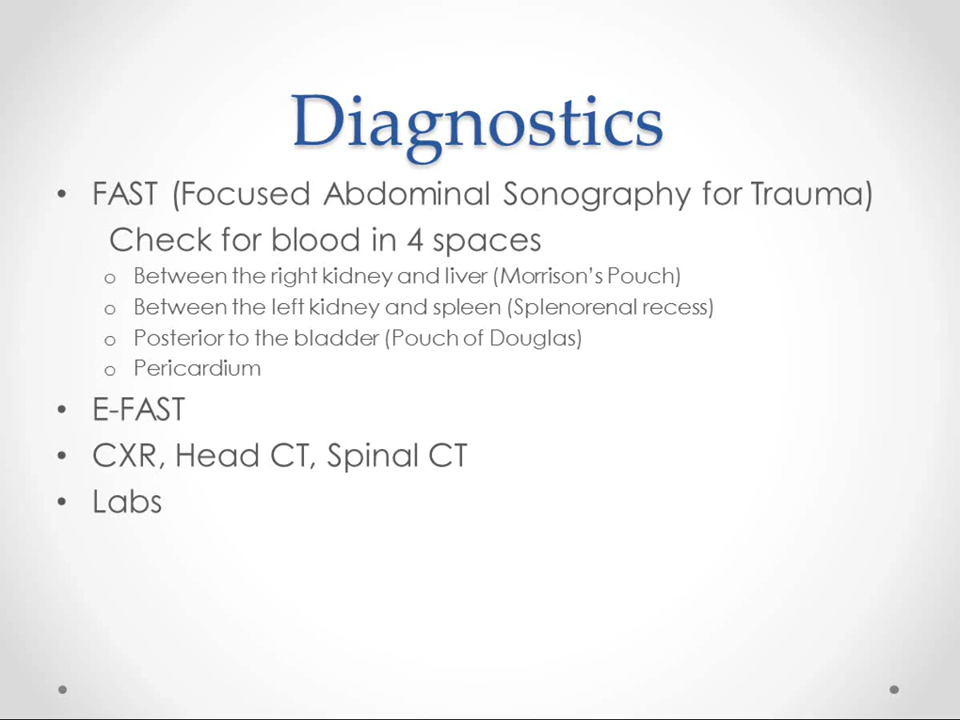 Diagnostics
• FAST (Focused Abdominal Sonography for Trauma)
Check for blood in 4 spaces
o Between the right kidney and liver (Morrison's Pouch)
o Between the left kidney and spleen (Splenorenal recess)
o Posterior to the bladder (Pouch of Douglas)
o Pericardium
• E-FAST
• CXR, Head CT, Spinal CT
• Labs